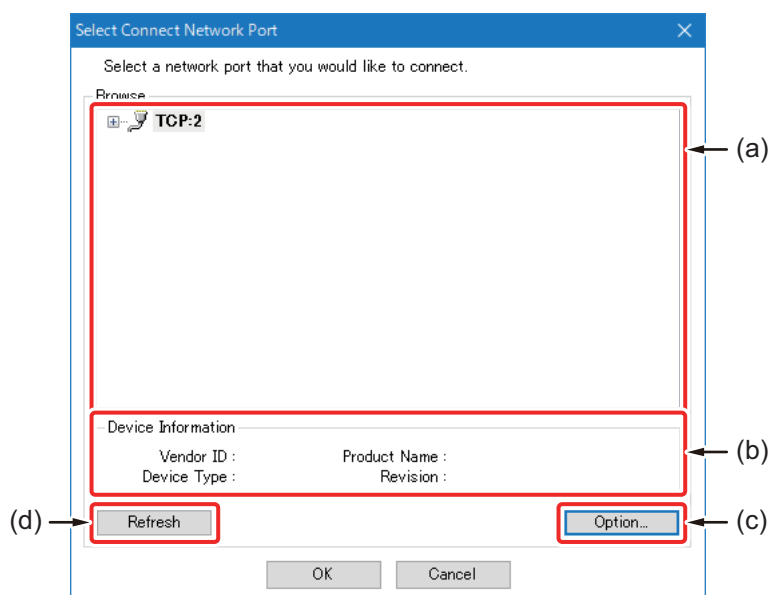 Select Connect Network Port
Select a network port that you would like to connect.
Browse
TCP:2
(a)
Device Information
Vendor ID :
Product Name :
(b)
Device Type :
Revision :
(d)
Refresh
Option...
(c)
OK
Cancel